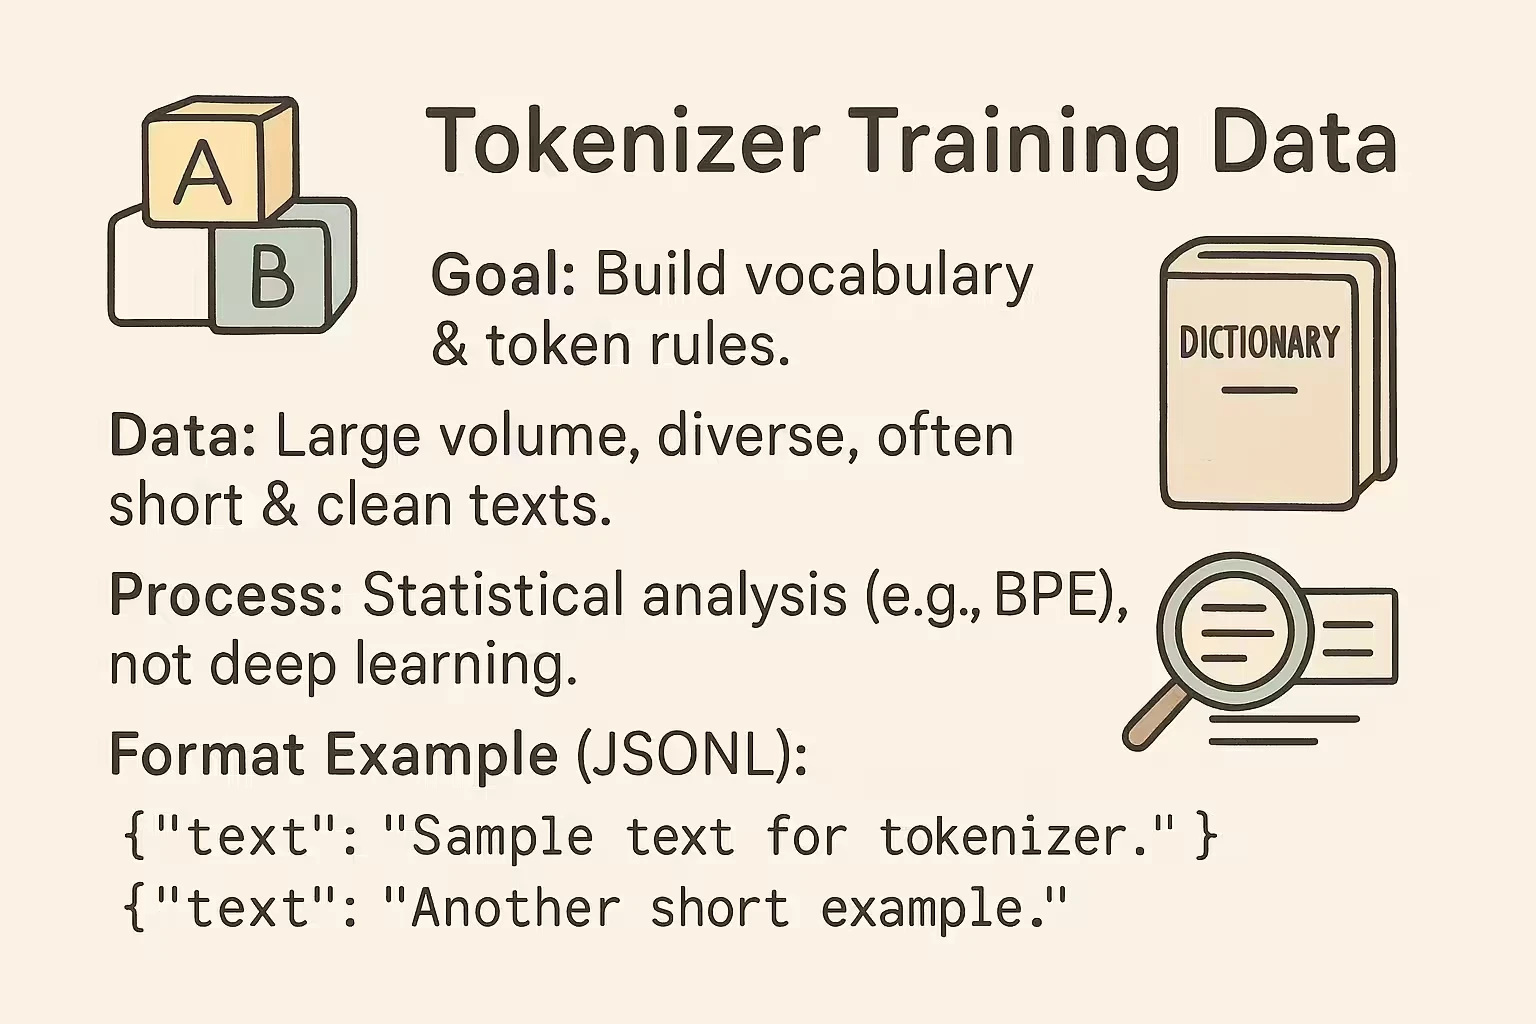 A
B
Tokenizer Training Data
Goal: Build vocabulary
& token rules.
DICTIONARY
Data: Large volume, diverse, often
short & clean texts.
Process: Statistical analysis (e.g., BPE),
not deep learning.
Format Example (JSONL):
{"text": "Sample text for tokenizer." }
{"text": "Another short example."